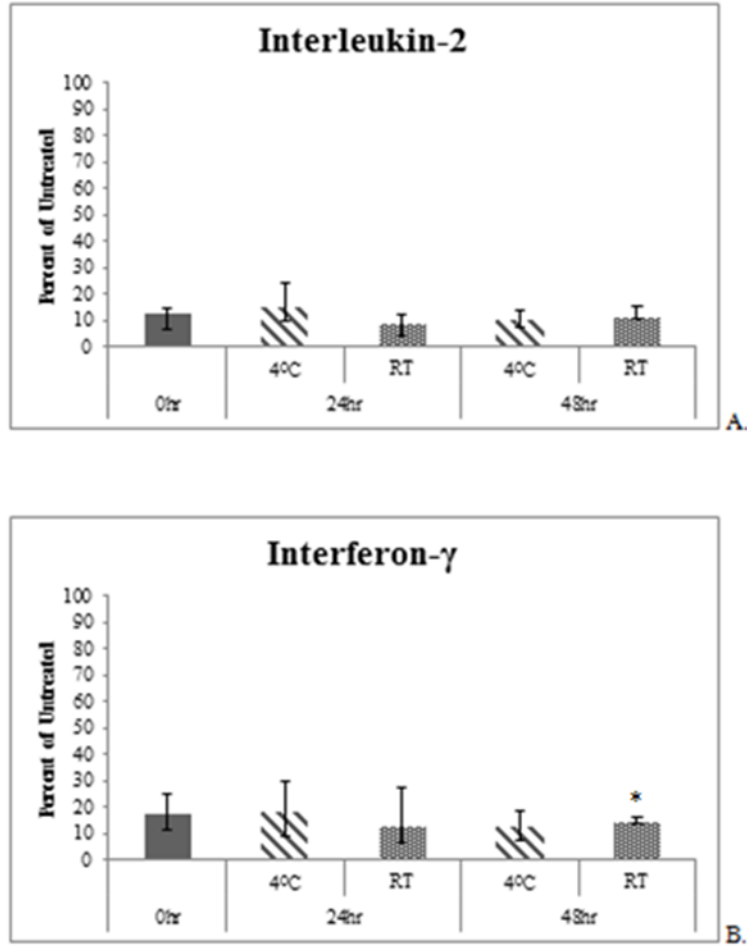 Interleukin-2
Percent of Untreated
100
90
80
70
60
50
40
30
20
10
0
4ºC RT 4ºC RT
0hr 24hr 48hr
A.
Interferon-γ
Percent of Untreated
100
90
80
70
60
50
40
30
20
10
0
*
4ºC RT 4ºC RT
0hr 24hr 48hr
B.